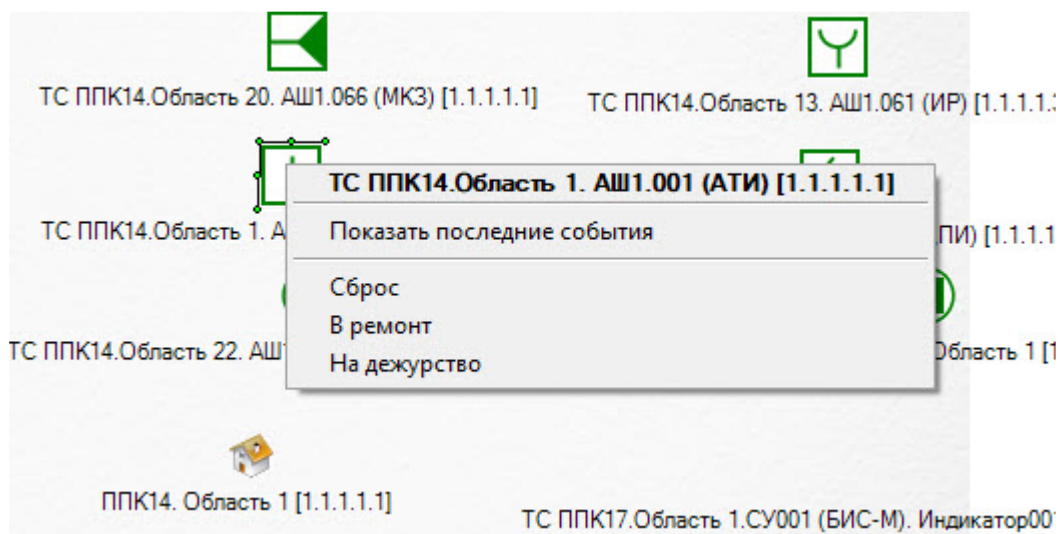 ТС ППК14.Область 20. АШ1.066 (МКЗ) [1.1.1.1.1]
ТС ППК14.Область 13. АШ1.061 (ИР) [1.1.1.1.
ТС ППК14.Область 1. АШ1.001 (АТИ) [1.1.1.1.1]
ТС ППК14.Область 1. А
Показать последние события
ПИ) [1.1.1.1
Сброс
В ремонт
ТС ППК14.Область 22. АШ
Область 1 [1
На дежурство
ППК14. Область 1 [1.1.1.1.1]
ТС ППК17.Область 1.СУ001 (БИС-М). Индикатор001